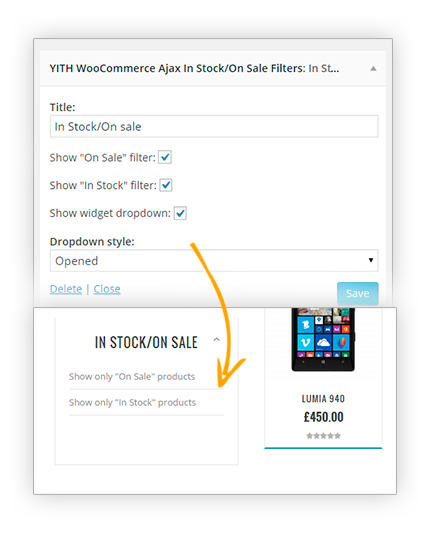 YITH WooCommerce Ajax In Stock/On Sale Filters: In St...
Title:
In Stock/On sale
Show "On Sale" filter:
Show "In Stock" filter:
Show widget dropdown:
Dropdown style:
Opened
Delete | Close
Save
IN STOCK/ON SALE
Show only "On Sale" products
Show only "In Stock" products
LUMIA 940
£450.00